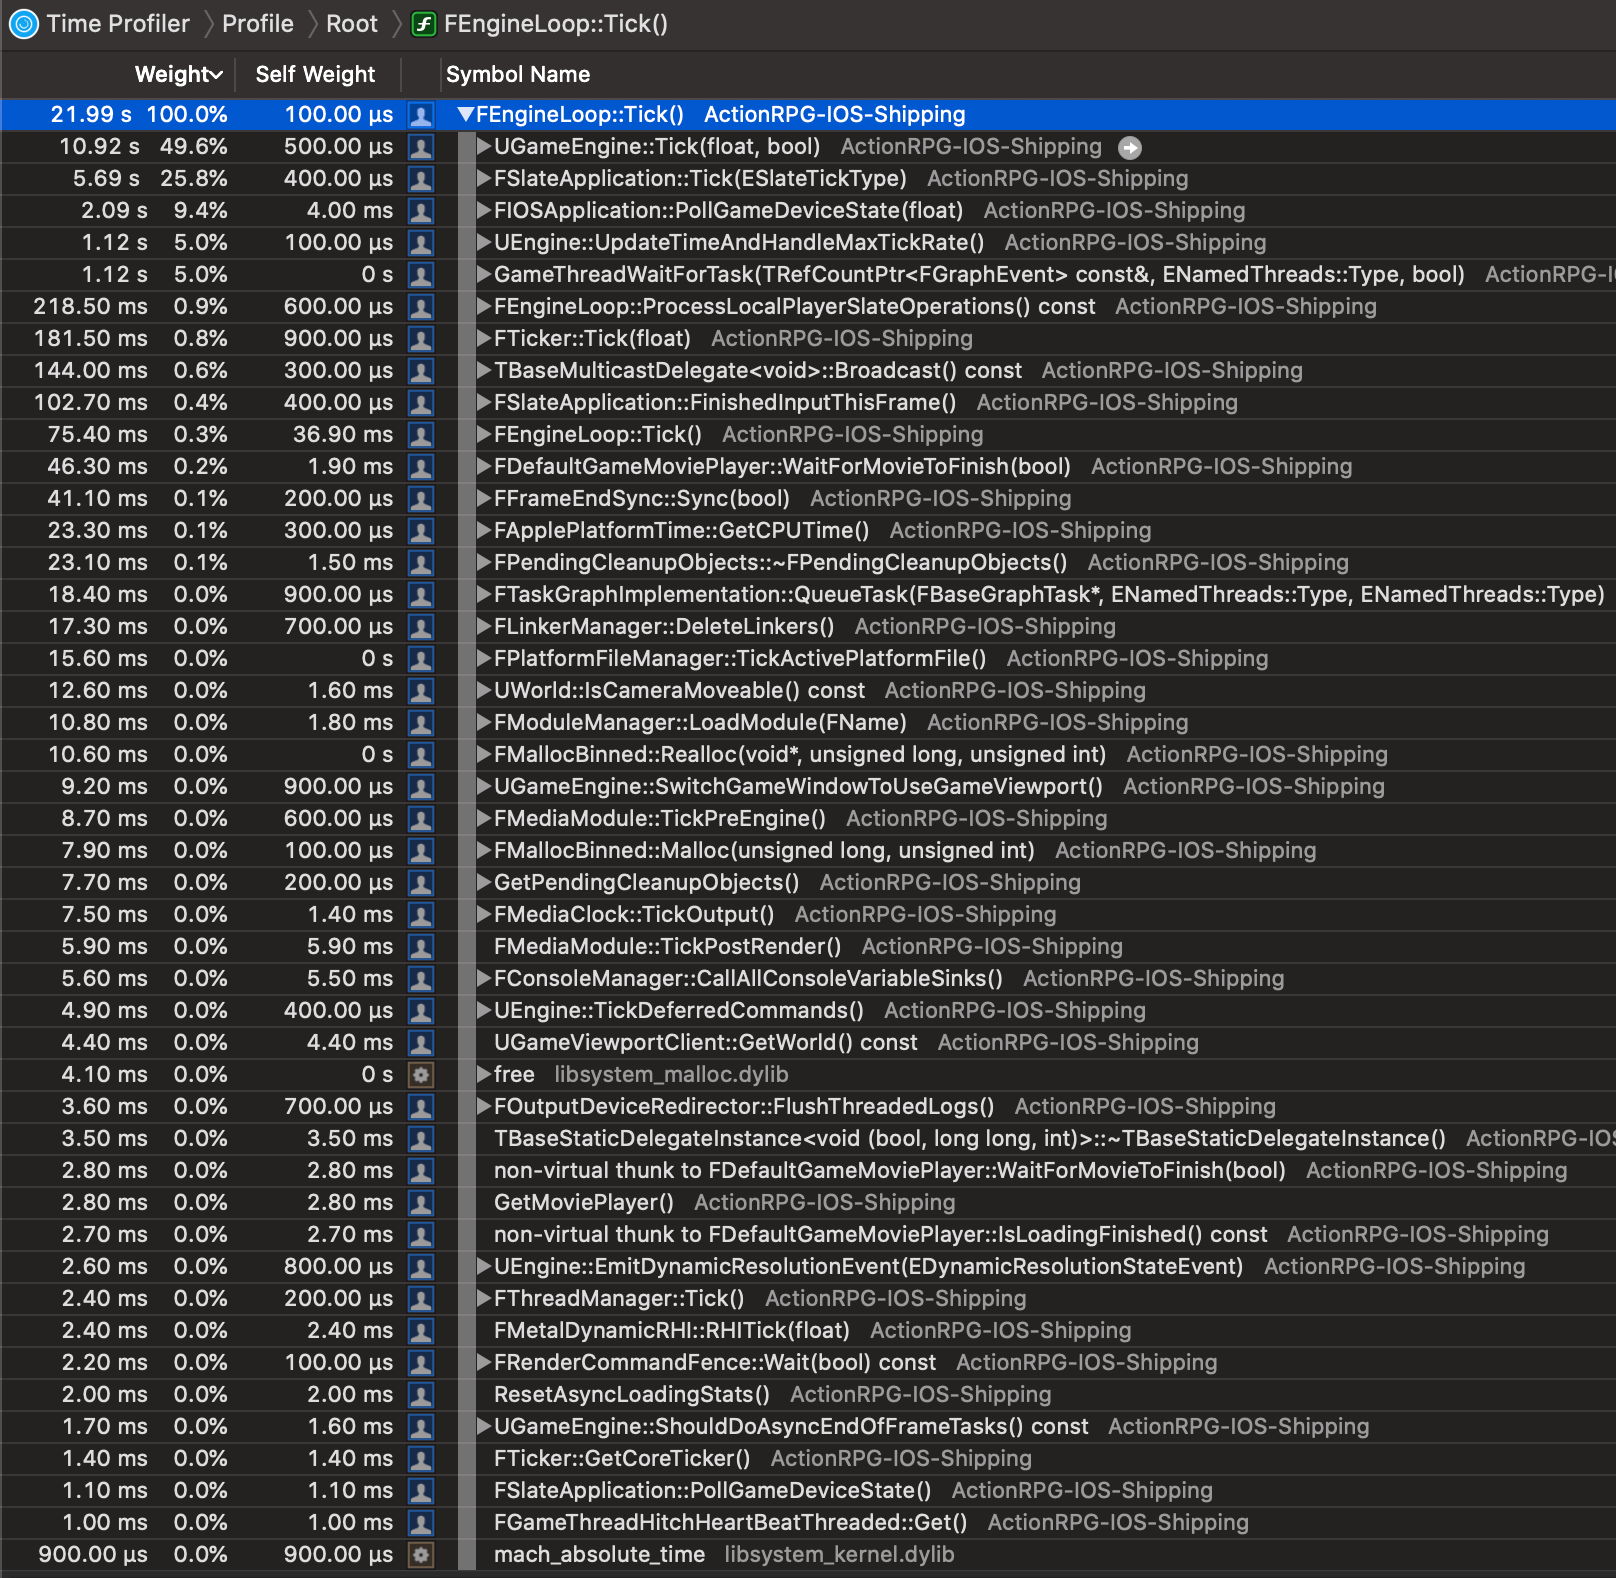 Time Profiler Profile Root FEngineLoop::Tick()
Weight Self Weight Symbol Name
21.99 s 100.0% 100.00 µs FEngineLoop::Tick() ActionRPG-IOS-Shipping
10.92 s 49.6% 500.00 µs UGameEngine::Tick(float, bool) ActionRPG-IOS-Shipping
5.69 s 25.8% 400.00 µs FSlateApplication::Tick(ESlateTickType) ActionRPG-IOS-Shipping
2.09 s 9.4% 4.00 ms FIOSApplication::PollGameDeviceState(float) ActionRPG-IOS-Shipping
1.12 s 5.0% 100.00 µs UEngine::UpdateTimeAndHandleMaxTickRate() ActionRPG-IOS-Shipping
1.12 s 5.0% 0 s GameThreadWaitForTask(TRefCountPtr<FGraphEvent> const&, ENamedThreads::Type, bool) ActionRPG-I
218.50 ms 0.9% 600.00 µs FEngineLoop::ProcessLocalPlayerSlateOperations() const ActionRPG-IOS-Shipping
181.50 ms 0.8% 900.00 µs FTicker::Tick(float) ActionRPG-IOS-Shipping
144.00 ms 0.6% 300.00 µs TBaseMulticastDelegate<void>::Broadcast() const ActionRPG-IOS-Shipping
102.70 ms 0.4% 400.00 µs FSlateApplication::FinishedInputThisFrame() ActionRPG-IOS-Shipping
75.40 ms 0.3% 36.90 ms FEngineLoop::Tick() ActionRPG-IOS-Shipping
46.30 ms 0.2% 1.90 ms FDefaultGameMoviePlayer::WaitForMovieToFinish(bool) ActionRPG-IOS-Shipping
41.10 ms 0.1% 200.00 µs FFrameEndSync::Sync(bool) ActionRPG-IOS-Shipping
23.30 ms 0.1% 300.00 µs FApplePlatformTime::GetCPUTime() ActionRPG-IOS-Shipping
23.10 ms 0.1% 1.50 ms FPendingCleanupObjects::~FPendingCleanupObjects() ActionRPG-IOS-Shipping
18.40 ms 0.0% 900.00 µs FTaskGraphImplementation::QueueTask(FBaseGraphTask*, ENamedThreads::Type, ENamedThreads::Type)
17.30 ms 0.0% 700.00 µs FLinkerManager::DeleteLinkers() ActionRPG-IOS-Shipping
15.60 ms 0.0% 0 s FPlatformFileManager::TickActivePlatformFile() ActionRPG-IOS-Shipping
12.60 ms 0.0% 1.60 ms UWorld::IsCameraMoveable() const ActionRPG-IOS-Shipping
10.80 ms 0.0% 1.80 ms FModuleManager::LoadModule(FName) ActionRPG-IOS-Shipping
10.60 ms 0.0% 0 s FMallocBinned::Realloc(void*, unsigned long, unsigned int) ActionRPG-IOS-Shipping
9.20 ms 0.0% 900.00 µs UGameEngine::SwitchGameWindowToUseGameViewport() ActionRPG-IOS-Shipping
8.70 ms 0.0% 600.00 µs FMediaModule::TickPreEngine() ActionRPG-IOS-Shipping
7.90 ms 0.0% 100.00 µs FMallocBinned::Malloc(unsigned long, unsigned int) ActionRPG-IOS-Shipping
7.70 ms 0.0% 200.00 µs GetPendingCleanupObjects() ActionRPG-IOS-Shipping
7.50 ms 0.0% 1.40 ms FMediaClock::TickOutput() ActionRPG-IOS-Shipping
5.90 ms 0.0% 5.90 ms FMediaModule::TickPostRender() ActionRPG-IOS-Shipping
5.60 ms 0.0% 5.50 ms FConsoleManager::CallAllConsoleVariableSinks() ActionRPG-IOS-Shipping
4.90 ms 0.0% 400.00 µs UEngine::TickDeferredCommands() ActionRPG-IOS-Shipping
4.40 ms 0.0% 4.40 ms UGameViewportClient::GetWorld() const ActionRPG-IOS-Shipping
4.10 ms 0.0% 0 s free libsystem_malloc.dylib
3.60 ms 0.0% 700.00 µs FOutputDeviceRedirector::FlushThreadedLogs() ActionRPG-IOS-Shipping
3.50 ms 0.0% 3.50 ms TBaseStaticDelegateInstance<void (bool, long long, int)>::~TBaseStaticDelegateInstance() ActionRPG-IOS
2.80 ms 0.0% 2.80 ms non-virtual thunk to FDefaultGameMoviePlayer::WaitForMovieToFinish(bool) ActionRPG-IOS-Shipping
2.80 ms 0.0% 2.80 ms GetMoviePlayer() ActionRPG-IOS-Shipping
2.70 ms 0.0% 2.70 ms non-virtual thunk to FDefaultGameMoviePlayer::IsLoadingFinished() const ActionRPG-IOS-Shipping
2.60 ms 0.0% 800.00 µs UEngine::EmitDynamicResolutionEvent(EDynamicResolutionStateEvent) ActionRPG-IOS-Shipping
2.40 ms 0.0% 200.00 µs FThreadManager::Tick() ActionRPG-IOS-Shipping
2.40 ms 0.0% 2.40 ms FMetalDynamicRHI::RHITick(float) ActionRPG-IOS-Shipping
2.20 ms 0.0% 100.00 µs FRenderCommandFence::Wait(bool) const ActionRPG-IOS-Shipping
2.00 ms 0.0% 2.00 ms ResetAsyncLoadingStats() ActionRPG-IOS-Shipping
1.70 ms 0.0% 1.60 ms UGameEngine::ShouldDoAsyncEndOfFrameTasks() const ActionRPG-IOS-Shipping
1.40 ms 0.0% 1.40 ms FTicker::GetCoreTicker() ActionRPG-IOS-Shipping
1.10 ms 0.0% 1.10 ms FSlateApplication::PollGameDeviceState() ActionRPG-IOS-Shipping
1.00 ms 0.0% 1.00 ms FGameThreadHitchHeartBeatThreaded::Get() ActionRPG-IOS-Shipping
900.00 µs 0.0% 900.00 µs mach_absolute_time libsystem_kernel.dylib